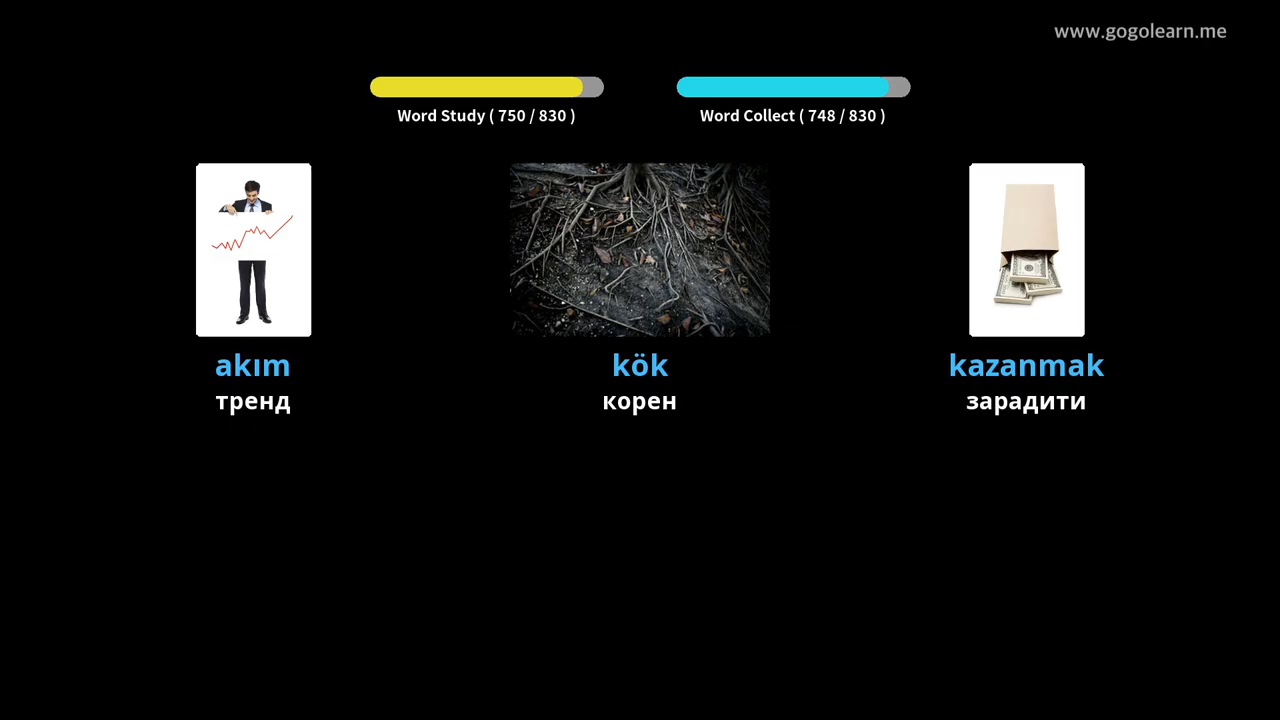 www.gogolearn.me
Word Study ( 750 / 830 )
Word Collect ( 748 / 830 )
akım
kök
kazanmak
тренд
корен
зарадити